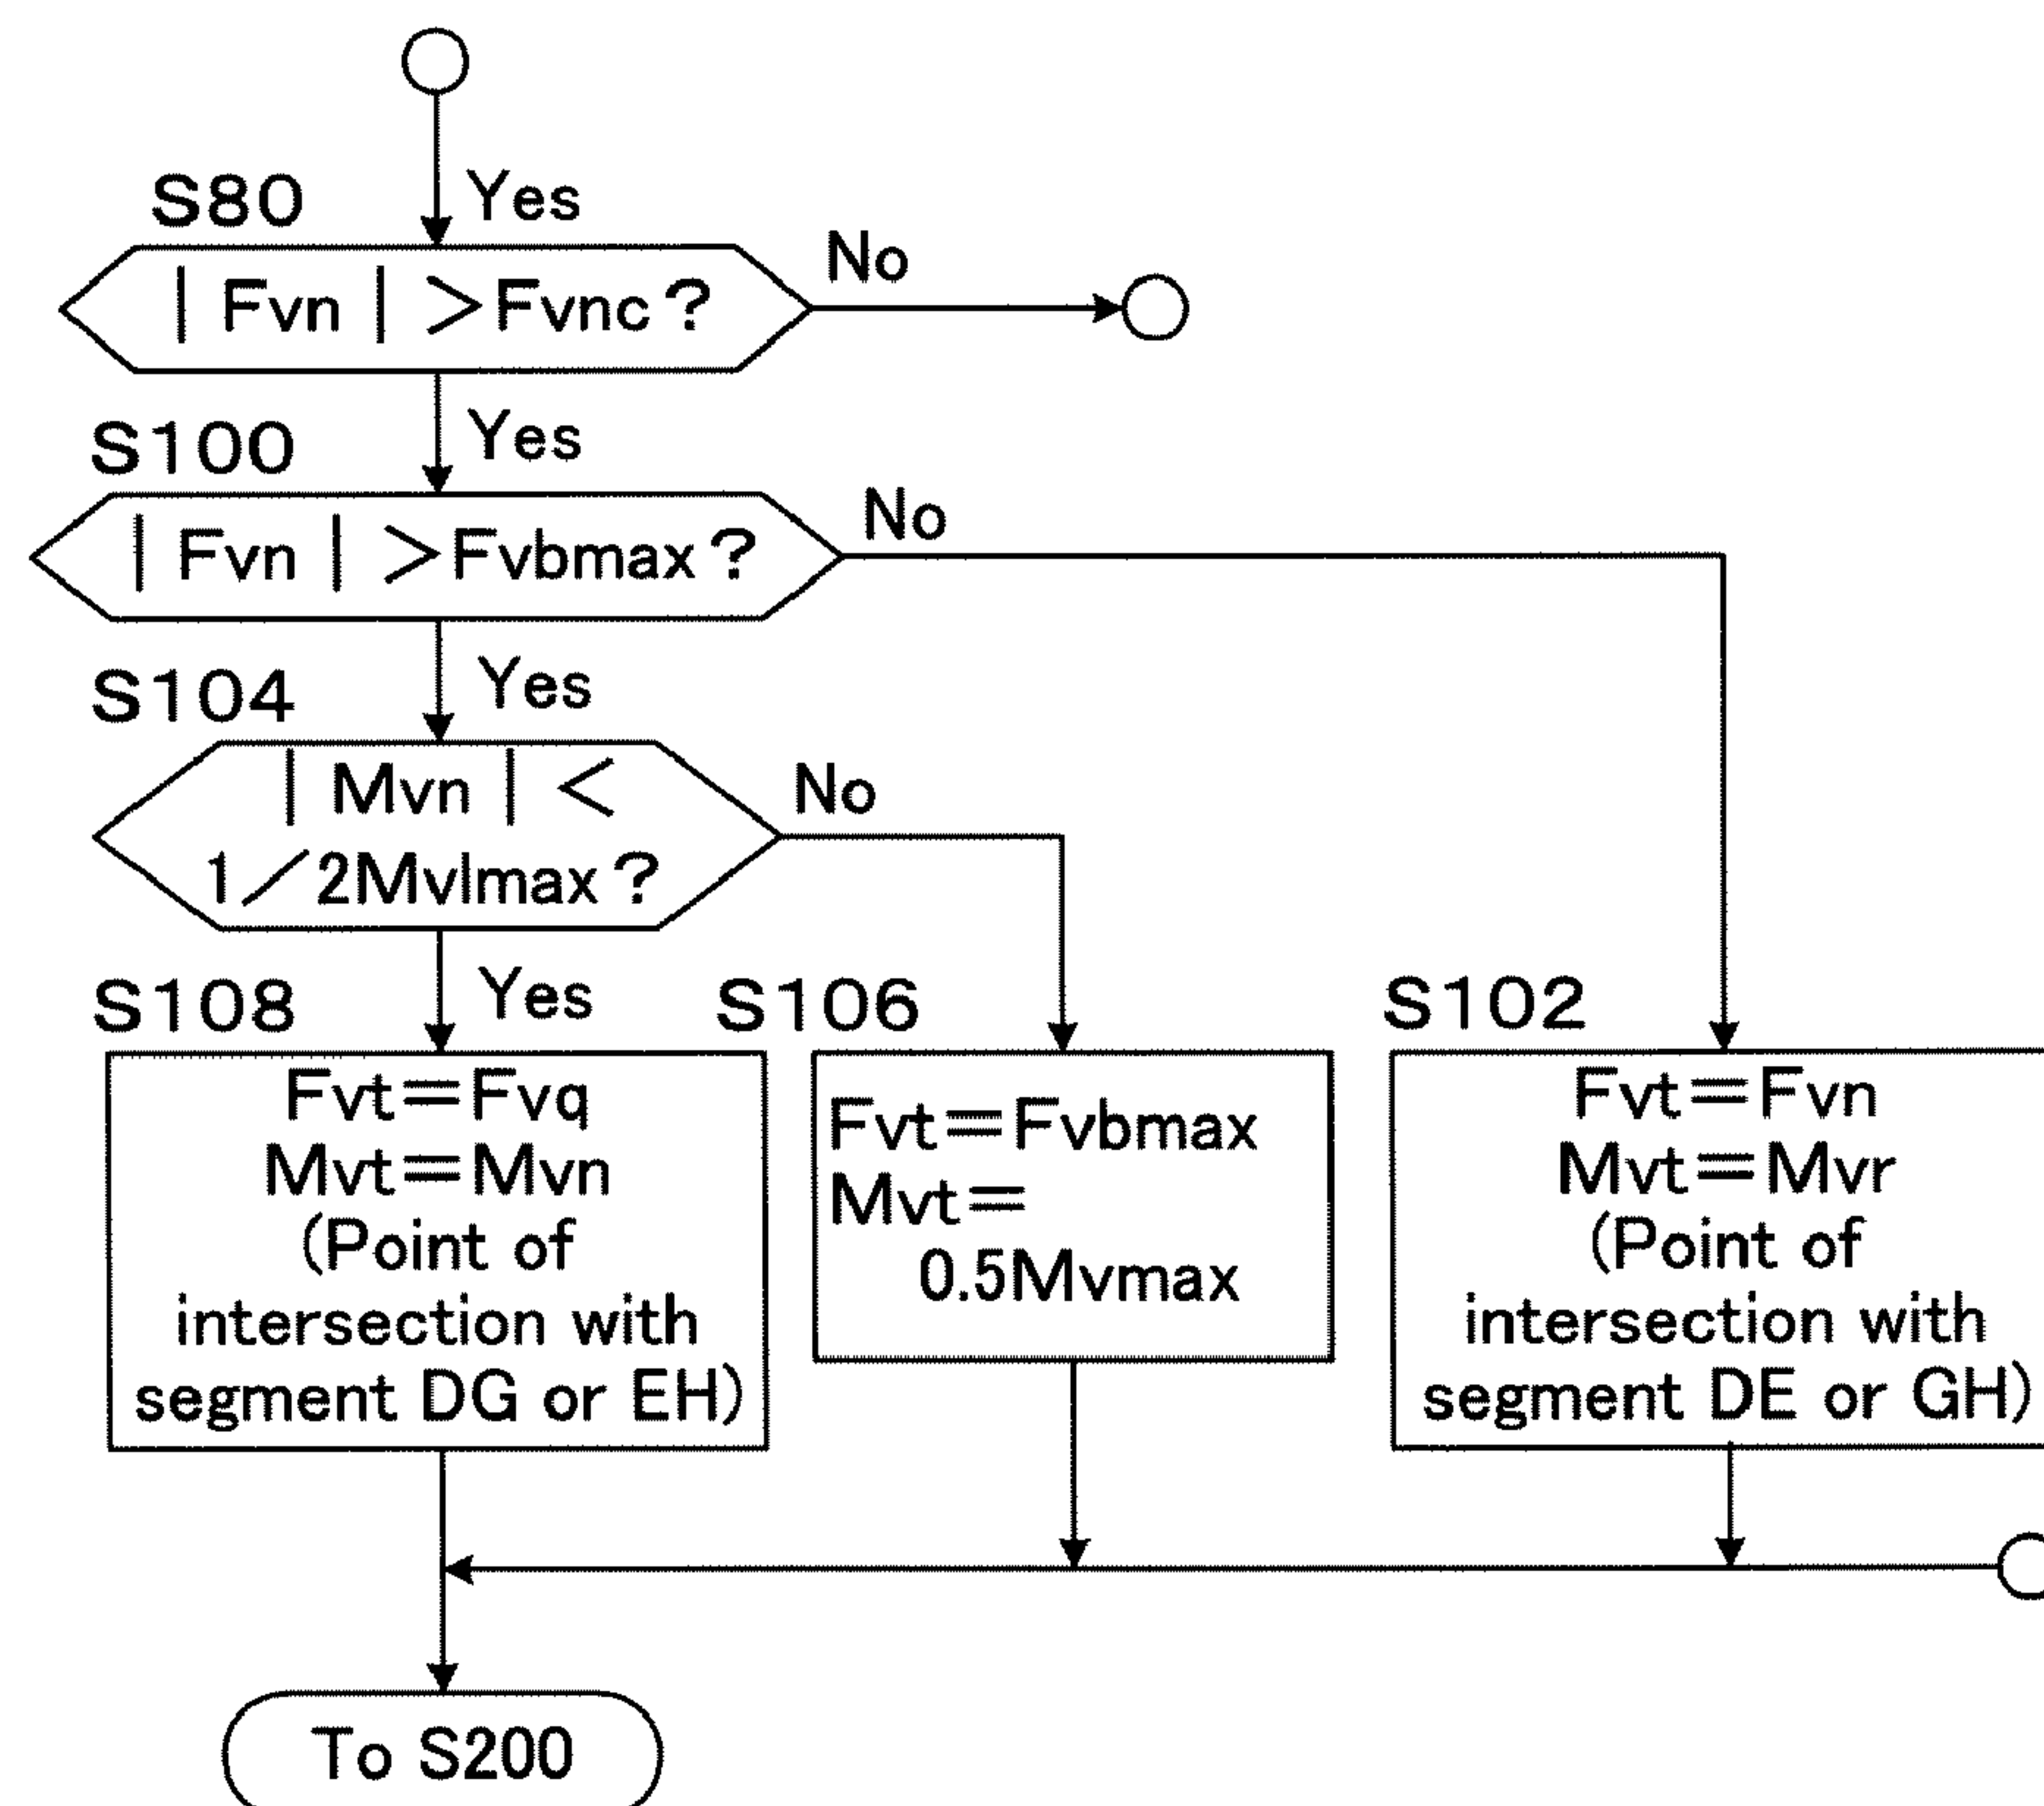 S80
Yes
| Fvn | >Fvnc?
No
S100
Yes
| Fvn | >Fvbmax?
No
S104
Yes
| Mvn | <
1/2Mvlmax?
No
S108
Yes
Fvt=Fvq
Mvt=Mvn
(Point of
intersection with
segment DG or EH)
S106
Fvt=Fvbmax
Mvt=
0.5Mvmax
S102
Fvt=Fvn
Mvt=Mvr
(Point of
intersection with
segment DE or GH)
To S200